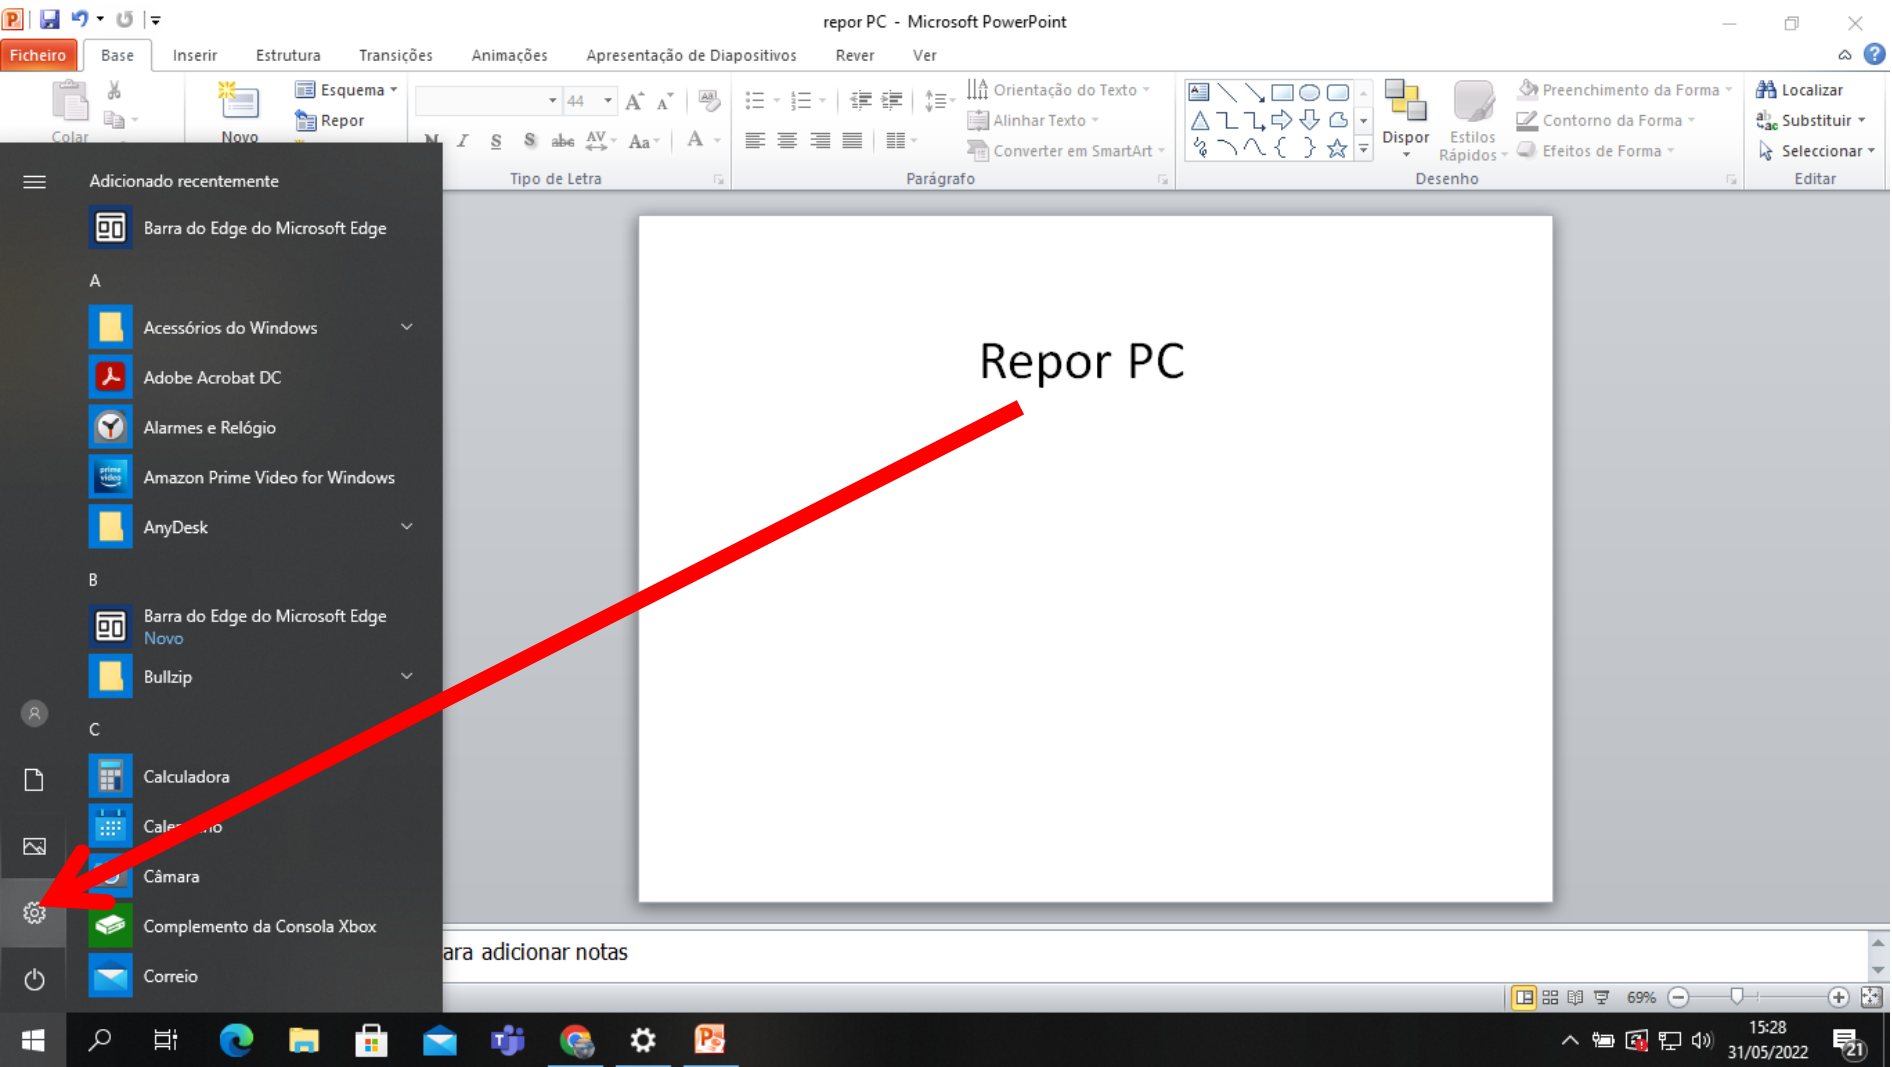 repor PC - Microsoft PowerPoint
Ficheiro Base Inserir Estrutura Transições Animações Apresentação de Diapositivos Rever Ver
Colar
Novo
Esquema
Repor
44
Tipo de Letra
Orientação do Texto
Alinhar Texto
Converter em SmartArt
Parágrafo
Dispor
Estilos
Rápidos
Preenchimento da Forma
Contorno da Forma
Efeitos de Forma
Desenho
Localizar
Substituir
Seleccionar
Editar
Adicionado recentemente
Barra do Edge do Microsoft Edge
A
Acessórios do Windows
Adobe Acrobat DC
Alarmes e Relógio
prime video
Amazon Prime Video for Windows
AnyDesk
B
Barra do Edge do Microsoft Edge
Novo
Bullzip
C
Calculadora
Câmara
Complemento da Consola Xbox
Correio
Repor PC
ara adicionar notas
69%
15:28
31/05/2022
21